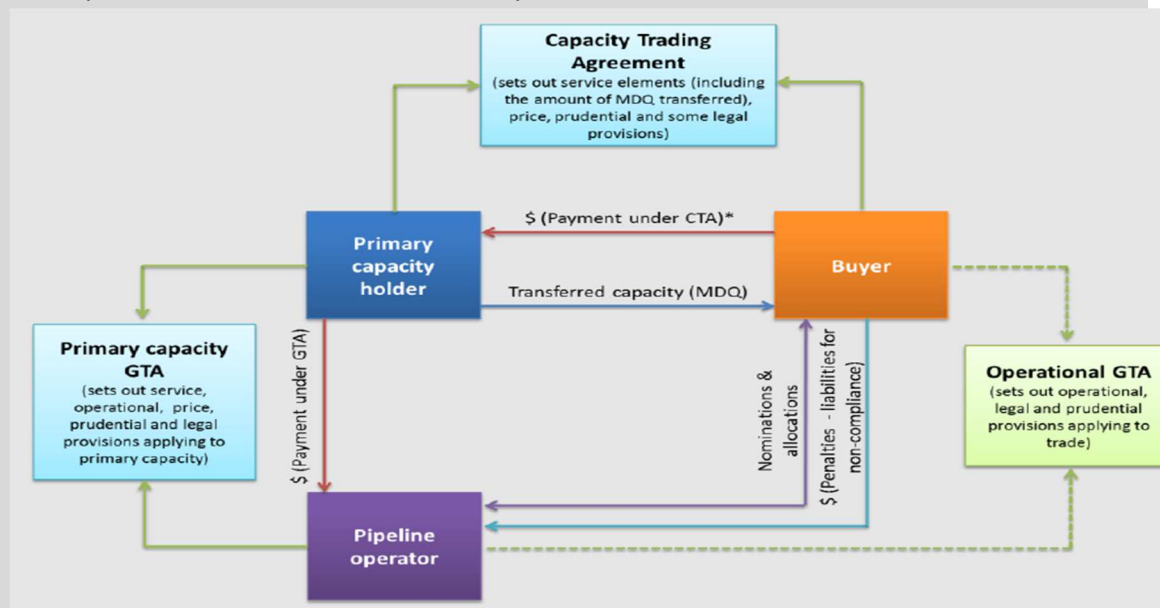 Capacity Trading
Agreement
(sets out service elements (including
the amount of MDQ transferred),
price, prudential and some legal
provisions)
$ (Payment under CTA)*
Primary
capacity
holder
Buyer
Transferred capacity (MDQ)
Primary capacity
GTA
(sets out service,
operational, price,
prudential and legal
provisions applying to
primary capacity)
$ (Payment under GTA)
Nominations &
allocations
$ (Penalties - liabilities for
non-compliance)
Operational GTA
(sets out operational,
legal and prudential
provisions applying to
trade)
Pipeline
operator